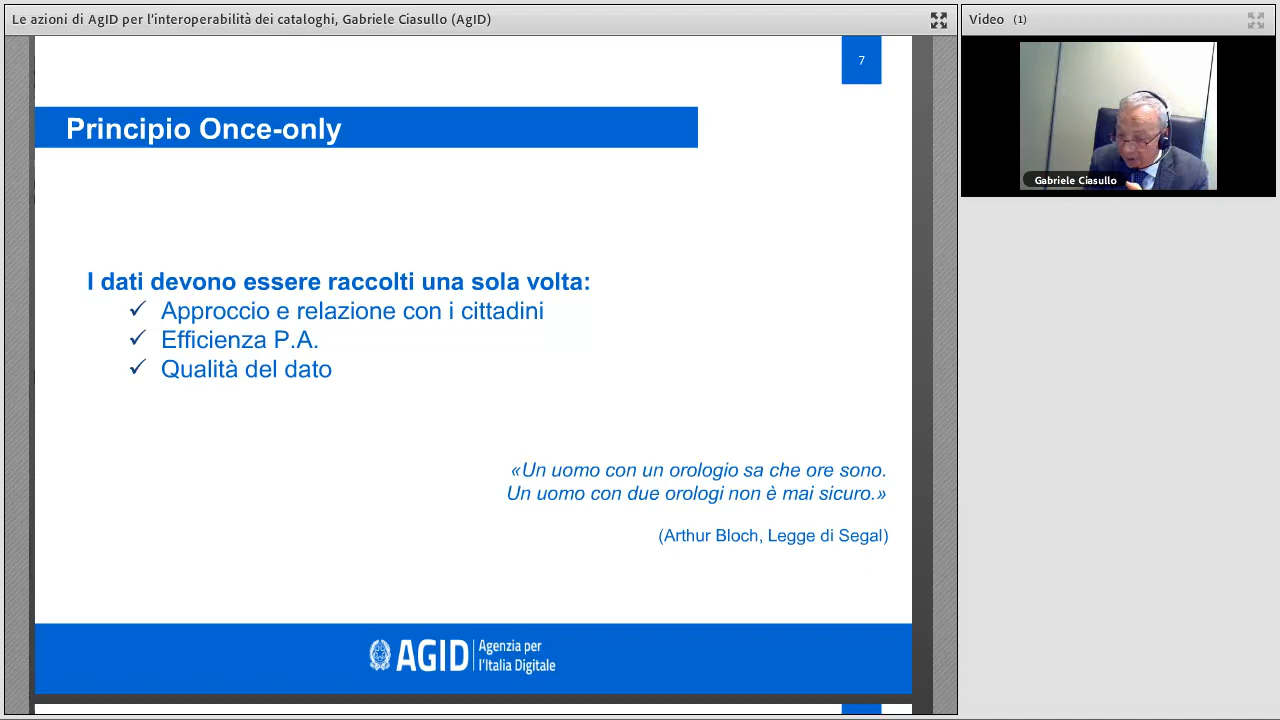 Le azioni di AgID per l'interoperabilità dei cataloghi, Gabriele Ciasullo (AgID)
Video (1)
7
Gabriele Ciasullo
Principio Once-only
I dati devono essere raccolti una sola volta:
✓ Approccio e relazione con i cittadini
✓ Efficienza P.A.
✓ Qualità del dato
«Un uomo con un orologio sa che ore sono.
Un uomo con due orologi non è mai sicuro.»
(Arthur Bloch, Legge di Segal)
AGID
Agenzia per
l'Italia Digitale